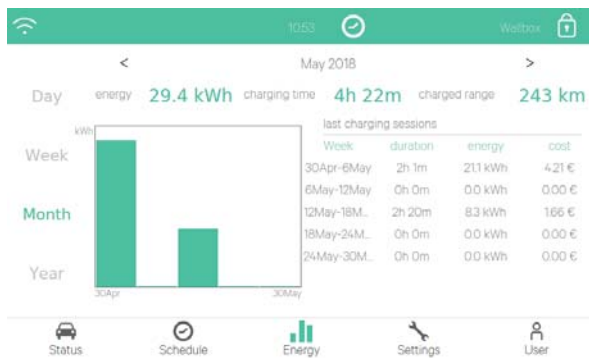 10:53 Wallbox
< May 2018 >
Day energy 29.4 kWh charging time 4h 22m charged range 243 km
last charging sessions
kWh Week duration energy cost
Week 30Apr-6May 2h 1m 21.1 kWh 4.21 €
6May-12May 0h 0m 0.0 kWh 0.00 €
Month 12May-18M... 2h 20m 8.3 kWh 1.66 €
18May-24M... 0h 0m 0.0 kWh 0.00 €
24May-30M... 0h 0m 0.0 kWh 0.00 €
Year
30Apr 30May
Status Schedule Energy Settings User